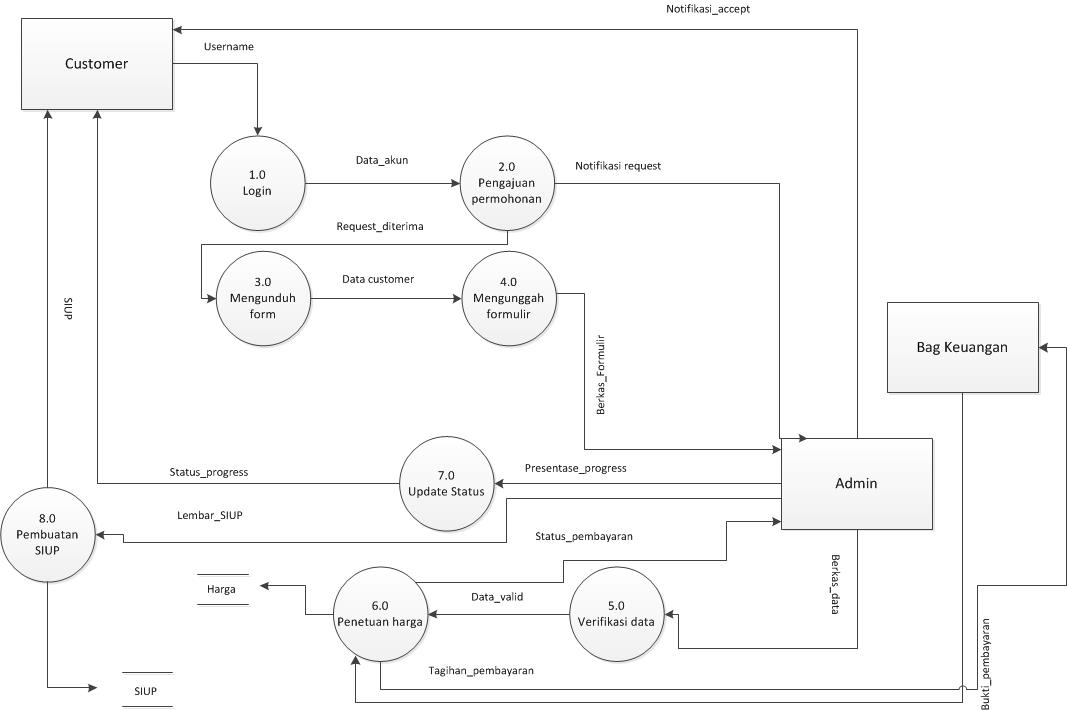 Notifikasi_accept
Customer
Username
1.0
Login
Data_akun
2.0
Pengajuan
permohonan
Notifikasi request
Request_diterima
3.0
Mengunduh
form
Data customer
4.0
Mengunggah
formulir
SIUP
Berkas_Formulir
Bag Keuangan
7.0
Update Status
Status_progress
Presentase_progress
Admin
8.0
Pembuatan
SIUP
Lembar_SIUP
Status_pembayaran
Berkas_data
Harga
6.0
Penetuan harga
Data_valid
5.0
Verifikasi data
Tagihan_pembayaran
Bukti_pembayaran
SIUP